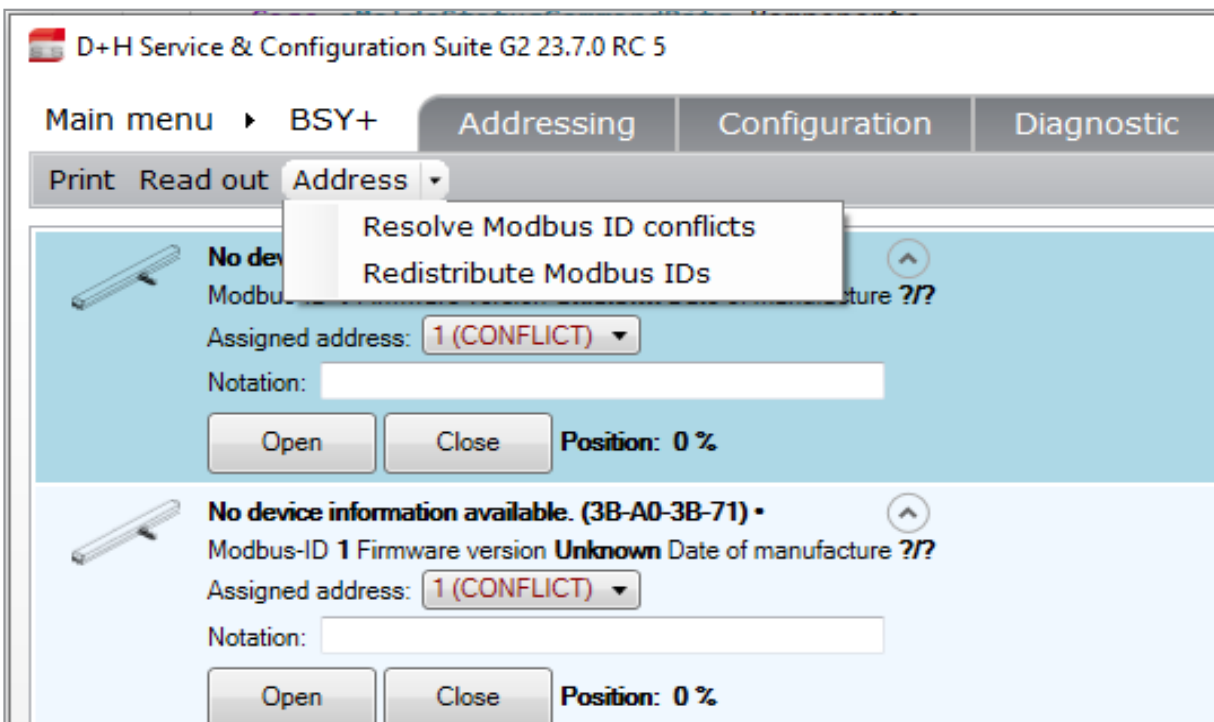 D+H Service & Configuration Suite G2 23.7.0 RC 5
Main menu ▸ BSY+ Addressing Configuration Diagnostic
Print Read out Address
Resolve Modbus ID conflicts
Redistribute Modbus IDs
No
Date of manufacture ?/?
Assigned address: 1 (CONFLICT)
Notation:
Open Close Position: 0 %
No device information available. (3B-A0-3B-71) •
Modbus-ID 1 Firmware version Unknown Date of manufacture ?/?
Assigned address: 1 (CONFLICT)
Notation:
Open Close Position: 0 %